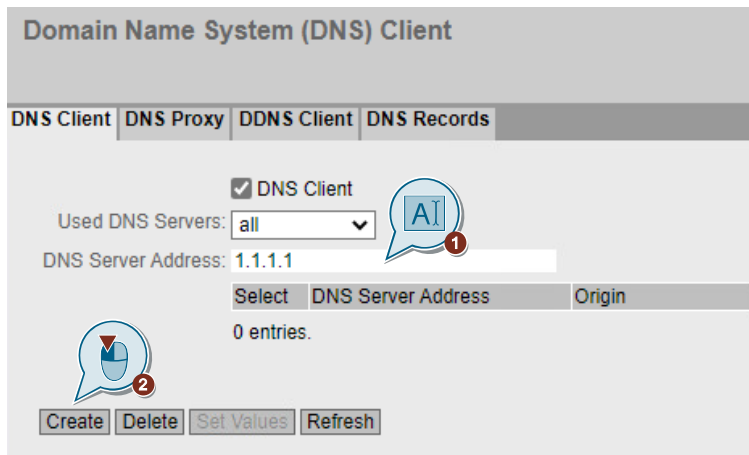 Domain Name System (DNS) Client
DNS Client DNS Proxy DDNS Client DNS Records
DNS Client
Used DNS Servers: all
A
1
DNS Server Address: 1.1.1.1
Select DNS Server Address Origin
0 entries.
2
Create Delete Set Values Refresh